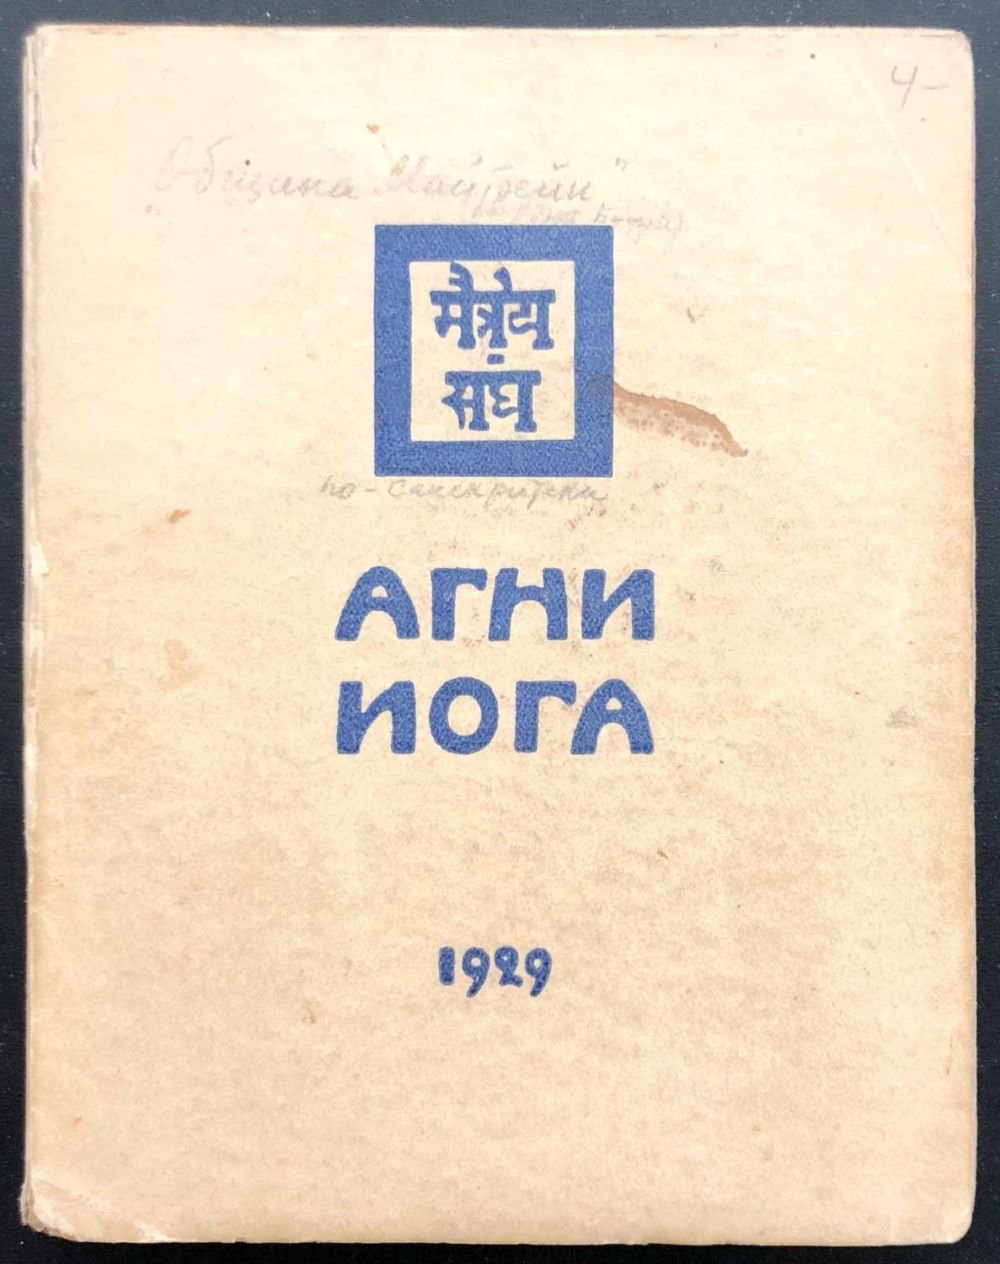 4-
"Община Майтрейи"
मैत्रेय
संघ
по-санскритски
АГНИ
ИОГА
1929